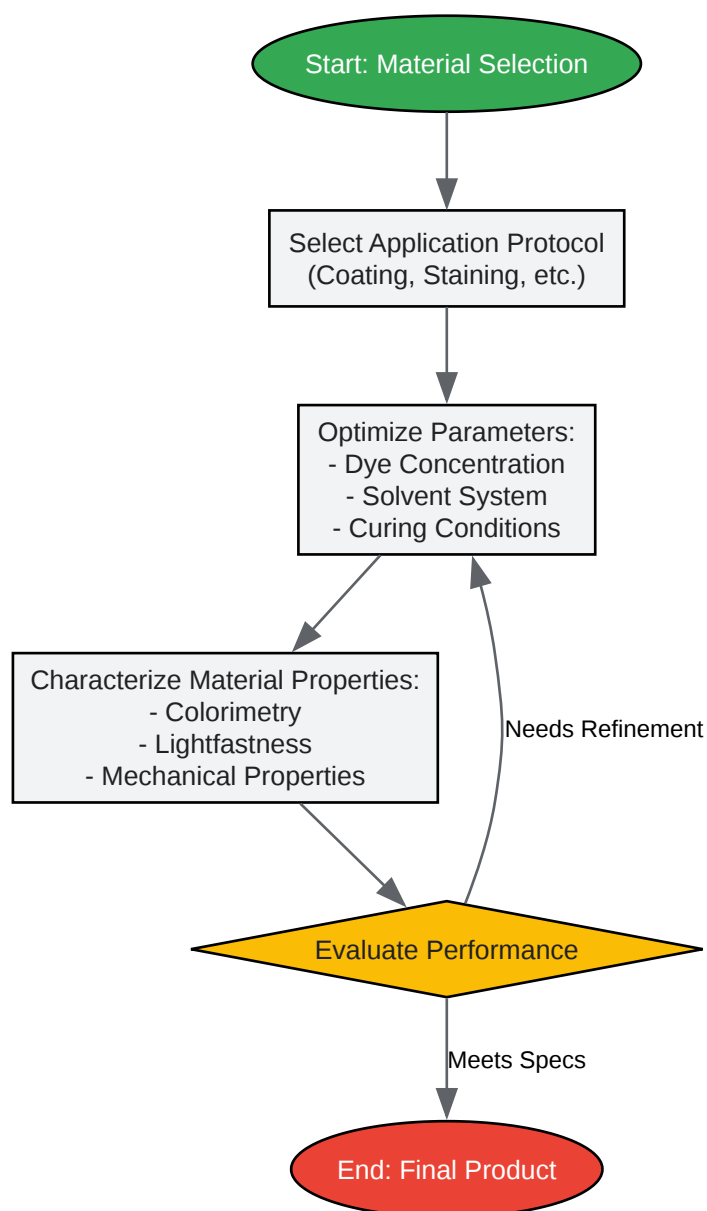 Start: Material Selection
Select Application Protocol
(Coating, Staining, etc.)
Optimize Parameters:
- Dye Concentration
- Solvent System
- Curing Conditions
Characterize Material Properties:
- Colorimetry
- Lightfastness
- Mechanical Properties
Needs Refinement
Evaluate Performance
Meets Specs
End: Final Product